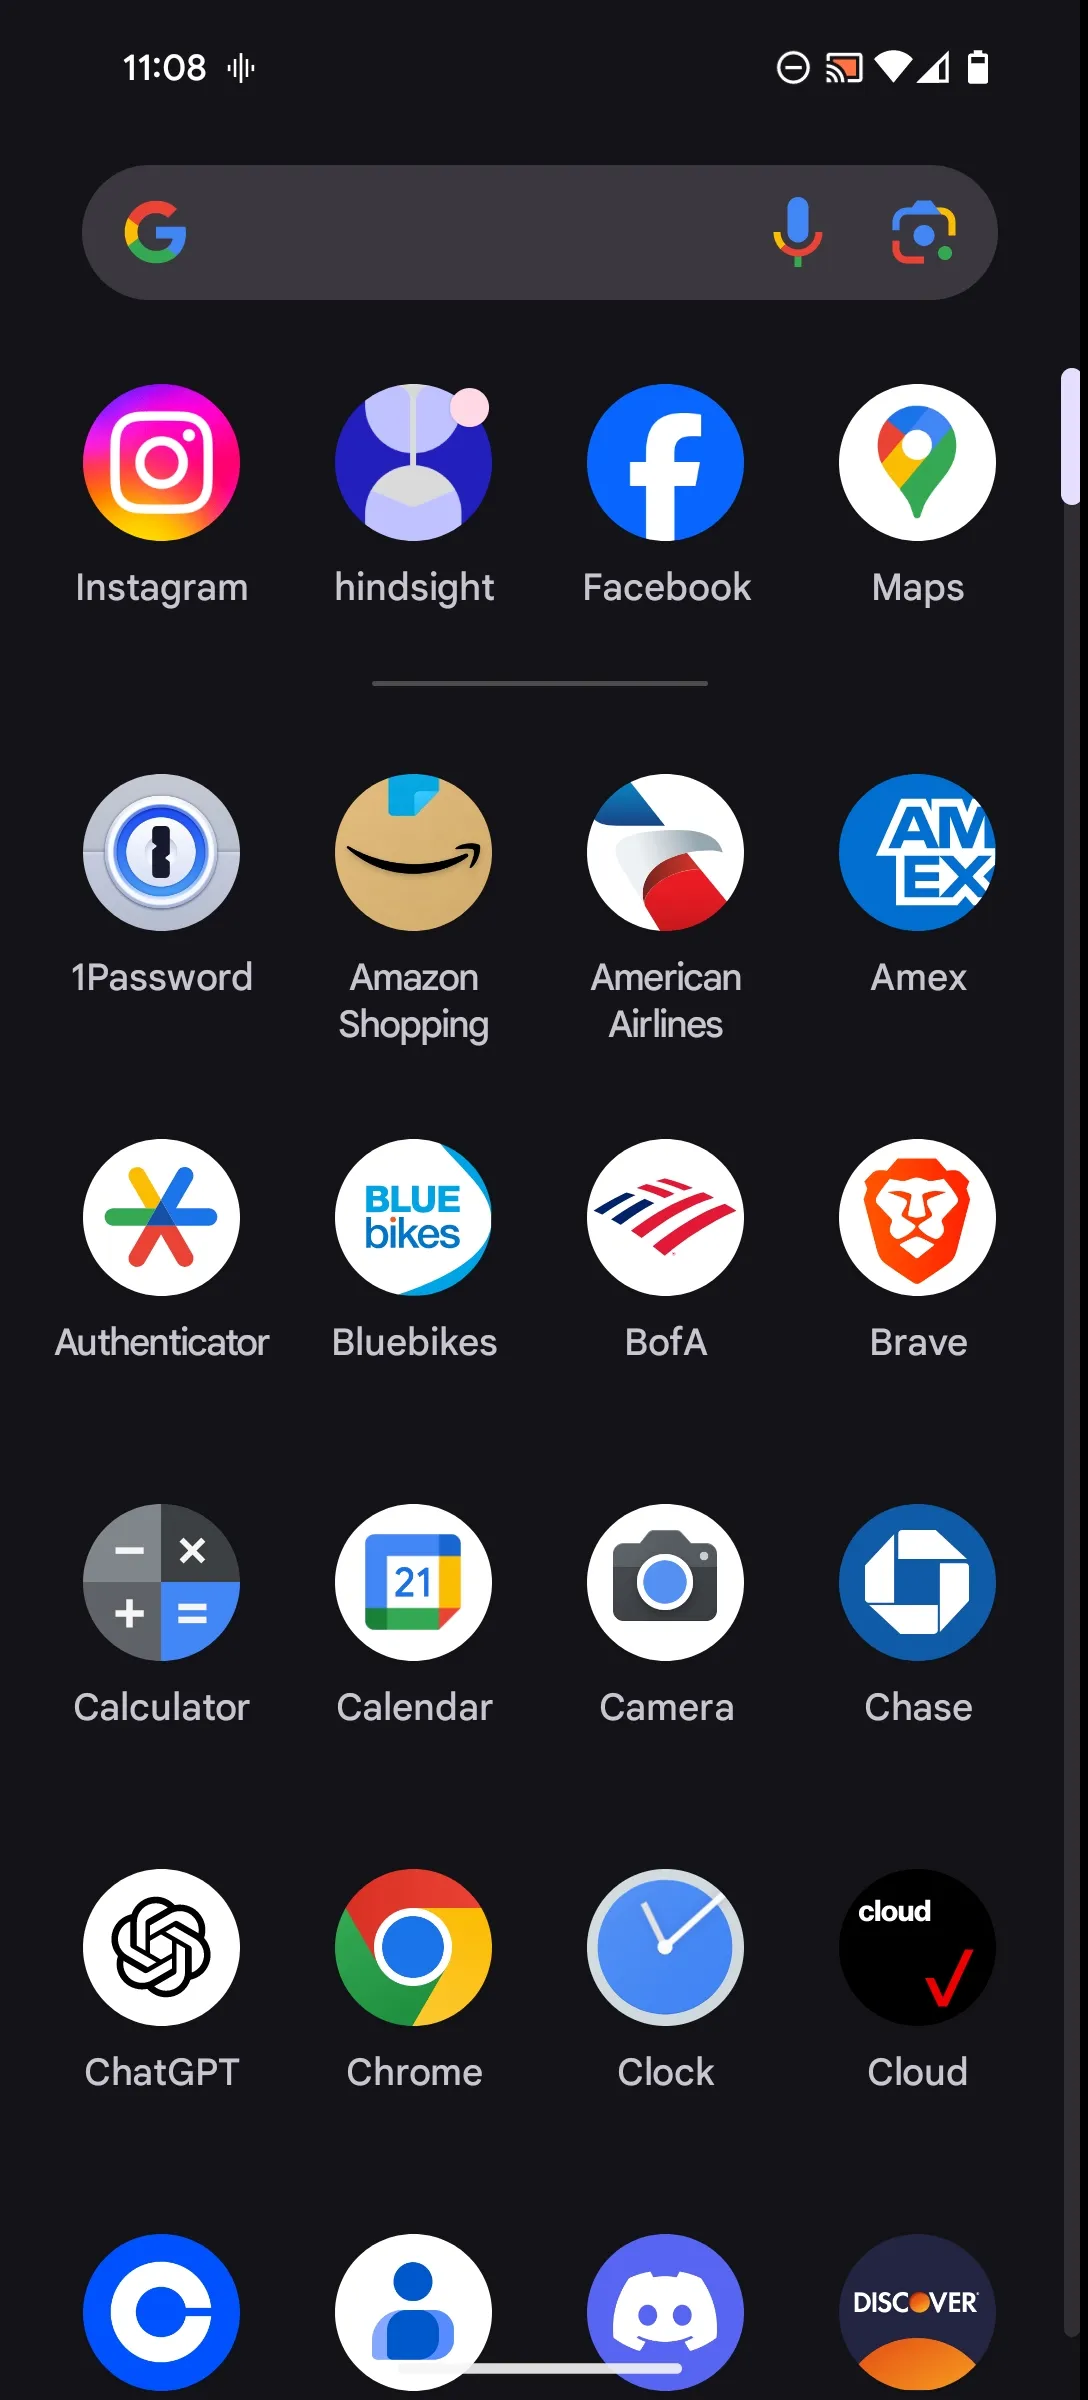 11:08
Instagram
hindsight
Facebook
Maps
AM
EX
1Password
Amazon
Shopping
American
Airlines
Amex
BLUE
bikes
Authenticator
Bluebikes
BofA
Brave
21
Calculator
Calendar
Camera
Chase
cloud
ChatGPT
Chrome
Clock
Cloud
DISCOVER